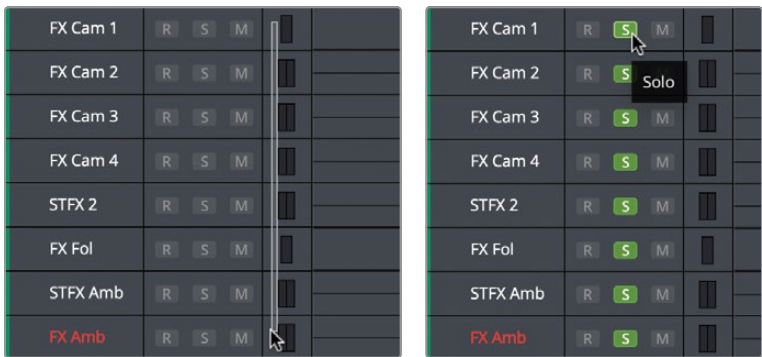 FX Cam 1 R S M
FX Cam 2 R S M
FX Cam 3 R S M
FX Cam 4 R S M
STFX 2 R S M
FX Fol R S M
STFX Amb R S M
FX Amb R S M
FX Cam 1 R S M
FX Cam 2 R S Solo
FX Cam 3 R S M
FX Cam 4 R S M
STFX 2 R S M
FX Fol R S M
STFX Amb R S M
FX Amb R S M